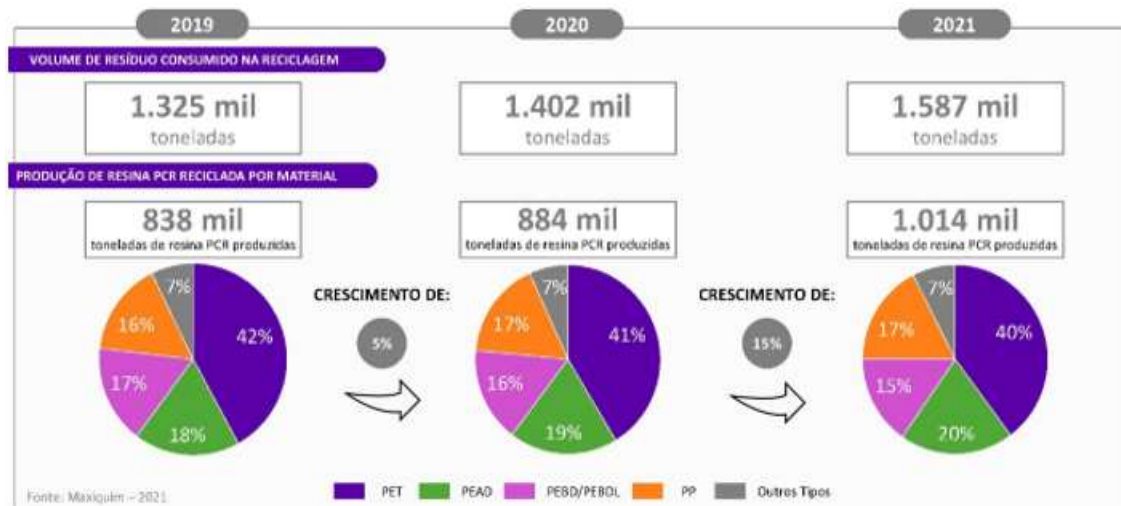 2019
2020
2021
VOLUME DE RESÍDUO CONSUMIDO NA RECICLAGEM
1.325 mil
toneladas
1.402 mil
toneladas
1.587 mil
toneladas
PRODUÇÃO DE RESINA PCR RECICLADA POR MATERIAL
838 mil
toneladas de resina PCR produzidas
884 mil
toneladas de resina PCR produzidas
1.014 mil
toneladas de resina PCR produzidas
7%
16%
42%
17%
18%
CRESCIMENTO DE:
5%
7%
17%
41%
16%
19%
CRESCIMENTO DE:
15%
7%
17%
40%
15%
20%
Fonte: Maxiquim – 2021
PET
PEAD
PEBD/PEBDL
PP
Outros Tipos